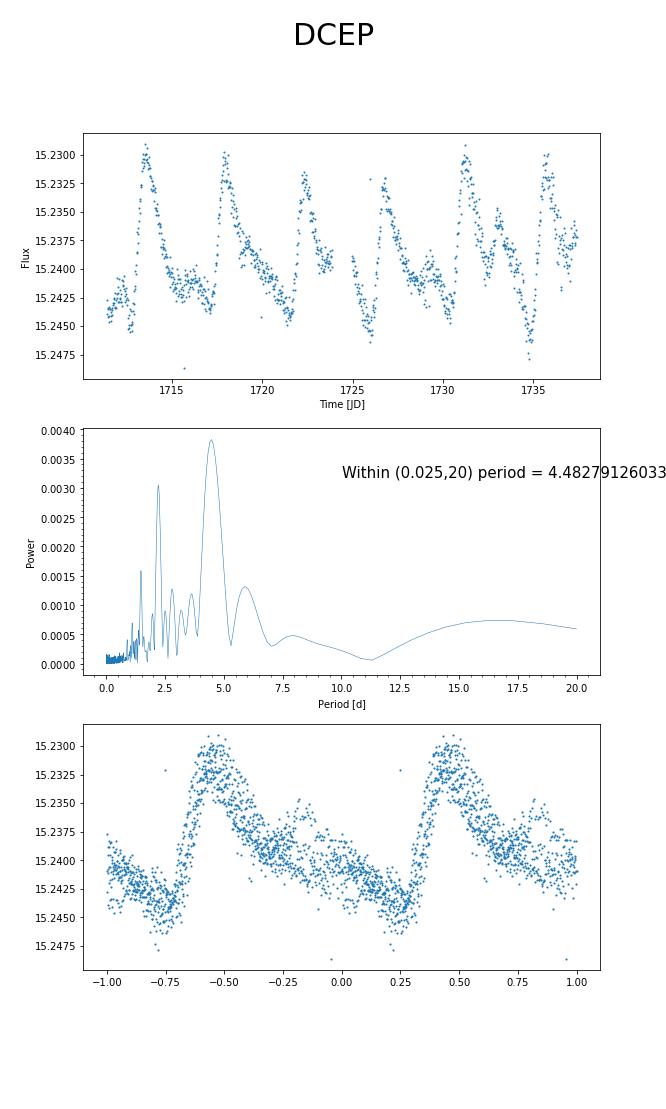 DCEP
15.2300
15.2325
15.2350
15.2375
15.2400
15.2425
15.2450
15.2475
Flux
1715 1720 1725 1730 1735
Time [JD]
0.0040
0.0035
0.0030
0.0025
0.0020
0.0015
0.0010
0.0005
0.0000
Power
Within (0.025,20) period = 4.48279126033
0.0 2.5 5.0 7.5 10.0 12.5 15.0 17.5 20.0
Period [d]
15.2300
15.2325
15.2350
15.2375
15.2400
15.2425
15.2450
15.2475
−1.00 −0.75 −0.50 −0.25 0.00 0.25 0.50 0.75 1.00